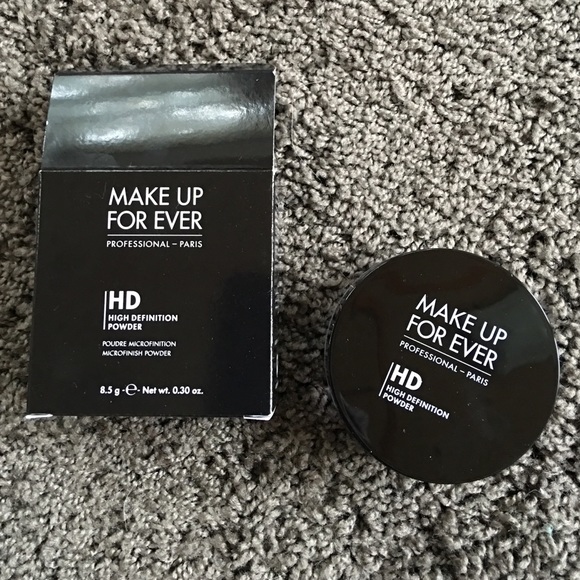 MAKE UP
FOR EVER
PROFESSIONAL – PARIS
HD
HIGH DEFINITION
POWDER
POUDRE MICROFINITION
MICROFINISH POWDER
8.5 g - ℮ - Net wt. 0.30 oz.
MAKE UP
FOR EVER
PROFESSIONAL – PARIS
HD
HIGH DEFINITION
POWDER